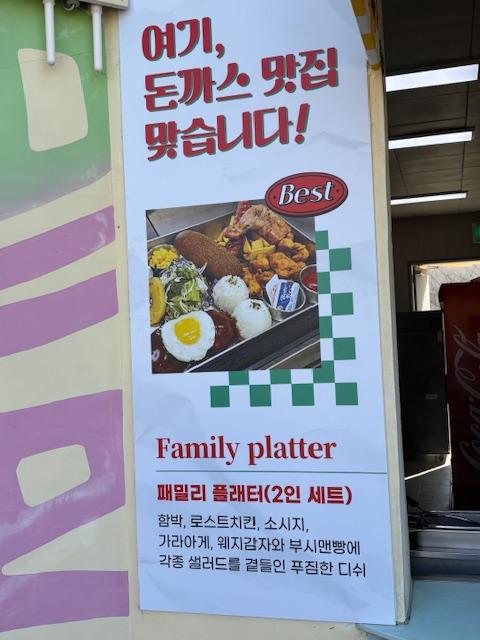 여기,
돈까스 맛집
맞습니다!
Best
Family platter
패밀리 플래터(2인 세트)
함박, 로스트치킨, 소시지,
가라아게, 웨지감자와 부시맨빵에
각종 샐러드를 곁들인 푸짐한 디쉬
Coca-Cola